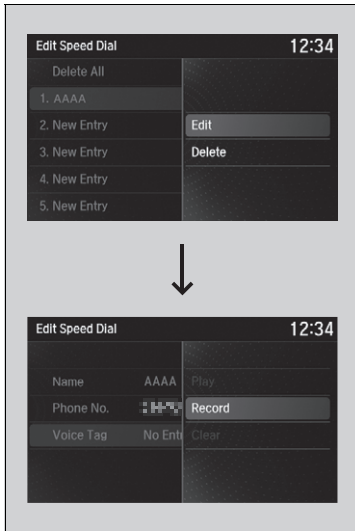 Edit Speed Dial 12:34
Delete All
1. AAAA
2. New Entry Edit
3. New Entry Delete
4. New Entry
5. New Entry
Edit Speed Dial 12:34
Name AAAA Play
Phone No. Record
Voice Tag No Clear